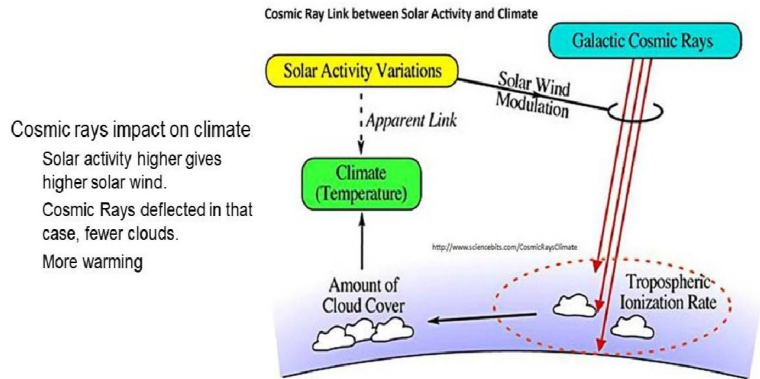 Cosmic Ray Link between Solar Activity and Climate
Galactic Cosmic Rays
Solar Activity Variations
Solar Wind
Modulation
Apparent Link
Cosmic rays impact on climate
Solar activity higher gives
higher solar wind.
Cosmic Rays deflected in that
case, fewer clouds.
More warming
Climate
(Temperature)
http://www.sciencebits.com/CosmicRaysClimate
Amount of
Cloud Cover
Tropospheric
Ionization Rate